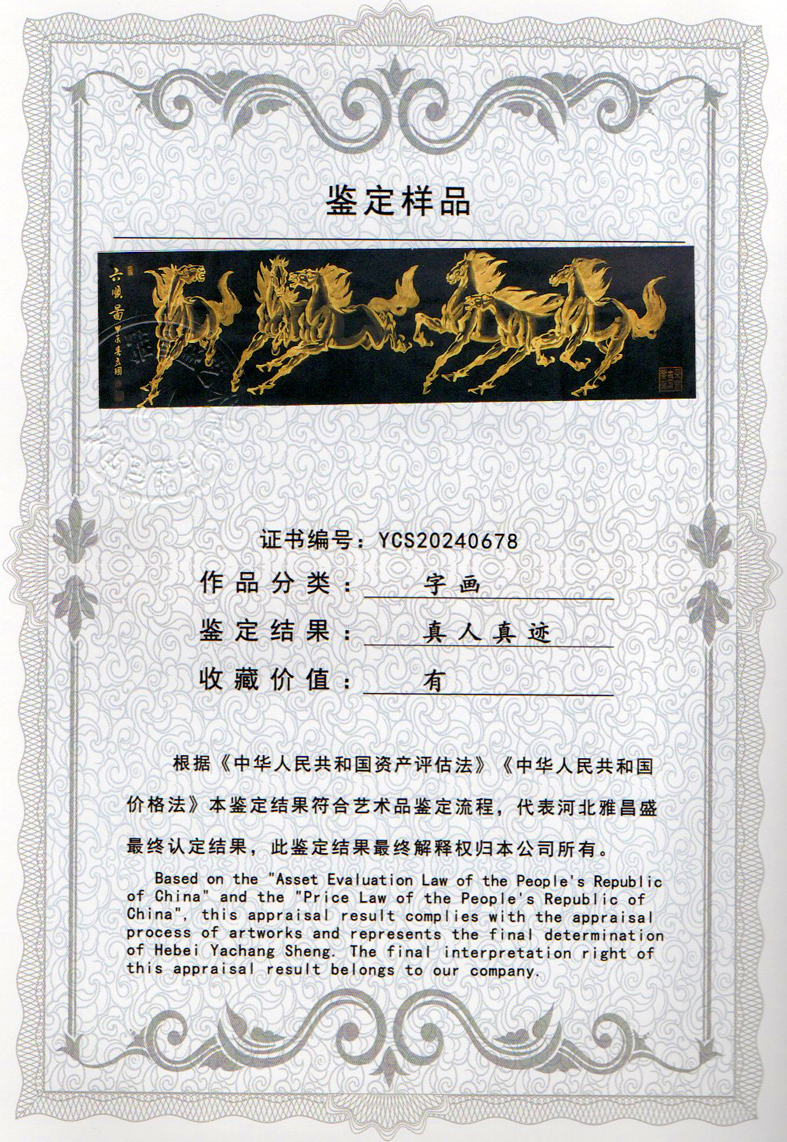 鉴定样品
六顺图
证书编号：YCS20240678
作品分类：字画
鉴定结果：真人真迹
收藏价值：有
根据《中华人民共和国资产评估法》《中华人民共和国
价格法》本鉴定结果符合艺术品鉴定流程，代表河北雅昌盛
最终认定结果，此鉴定结果最终解释权归本公司所有。
Based on the "Asset Evaluation Law of the People's Republic
of China" and the "Price Law of the People's Republic of
China", this appraisal result complies with the appraisal
process of artworks and represents the final determination
of Hebei Yachang Sheng. The final interpretation right of
this appraisal result belongs to our company.